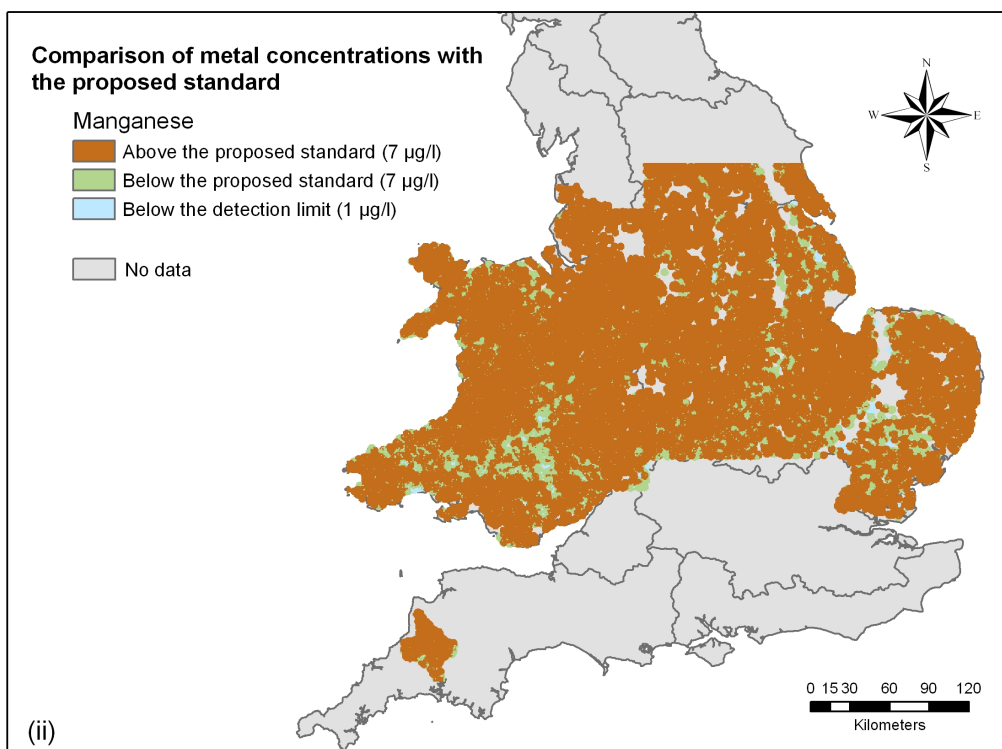 Comparison of metal concentrations with
the proposed standard
Manganese
Above the proposed standard (7 µg/l)
Below the proposed standard (7 µg/l)
Below the detection limit (1 µg/l)
No data
N
W E
S
0 15 30 60 90 120
Kilometers
(ii)